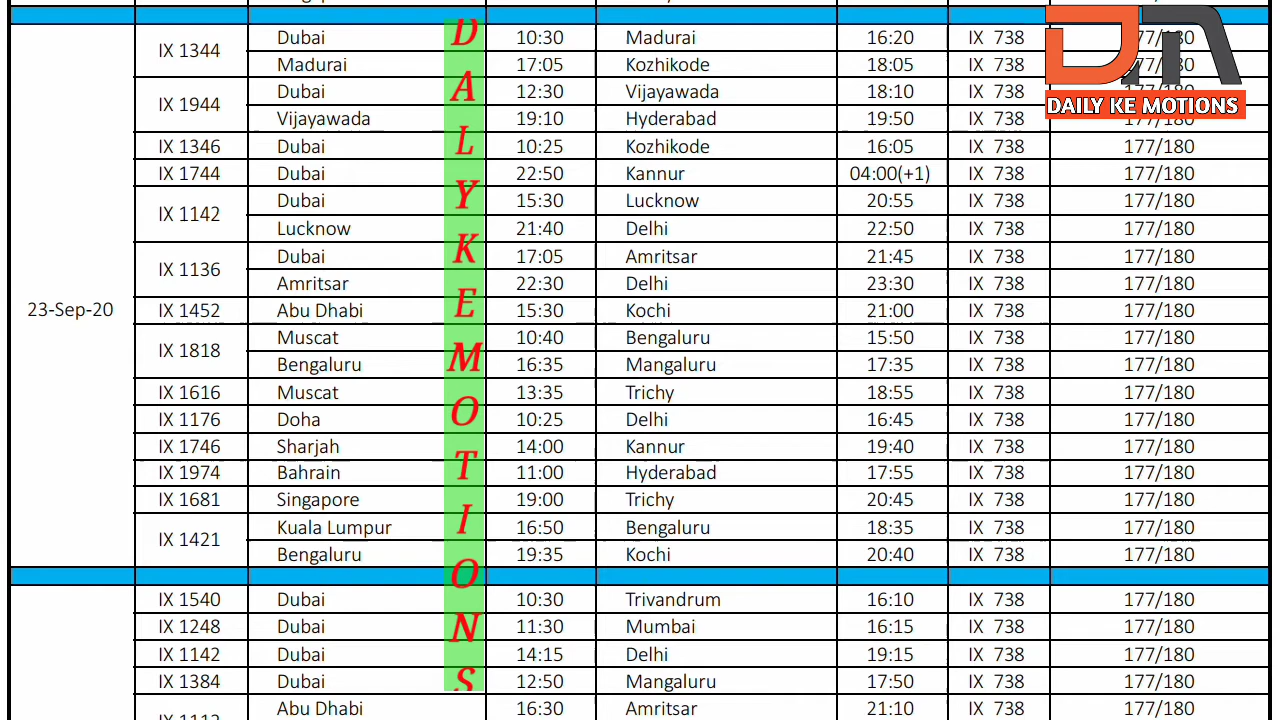 IX 1344 Dubai 10:30 Madurai 16:20 IX 738 177/180
Madurai 17:05 Kozhikode 18:05 IX 738
IX 1944 Dubai 12:30 Vijayawada 18:10 IX 738
Vijayawada 19:10 Hyderabad 19:50 IX 738
IX 1346 Dubai 10:25 Kozhikode 16:05 IX 738 177/180
IX 1744 Dubai 22:50 Kannur 04:00(+1) IX 738 177/180
IX 1142 Dubai 15:30 Lucknow 20:55 IX 738 177/180
Lucknow 21:40 Delhi 22:50 IX 738 177/180
IX 1136 Dubai 17:05 Amritsar 21:45 IX 738 177/180
Amritsar 22:30 Delhi 23:30 IX 738 177/180
23-Sep-20 IX 1452 Abu Dhabi 15:30 Kochi 21:00 IX 738 177/180
IX 1818 Muscat 10:40 Bengaluru 15:50 IX 738 177/180
Bengaluru 16:35 Mangaluru 17:35 IX 738 177/180
IX 1616 Muscat 13:35 Trichy 18:55 IX 738 177/180
IX 1176 Doha 10:25 Delhi 16:45 IX 738 177/180
IX 1746 Sharjah 14:00 Kannur 19:40 IX 738 177/180
IX 1974 Bahrain 11:00 Hyderabad 17:55 IX 738 177/180
IX 1681 Singapore 19:00 Trichy 20:45 IX 738 177/180
IX 1421 Kuala Lumpur 16:50 Bengaluru 18:35 IX 738 177/180
Bengaluru 19:35 Kochi 20:40 IX 738 177/180
IX 1540 Dubai 10:30 Trivandrum 16:10 IX 738 177/180
IX 1248 Dubai 11:30 Mumbai 16:15 IX 738 177/180
IX 1142 Dubai 14:15 Delhi 19:15 IX 738 177/180
IX 1384 Dubai 12:50 Mangaluru 17:50 IX 738 177/180
Abu Dhabi 16:30 Amritsar 21:10 IX 738 177/180
DALYKEMOTIONS
DAILY KE MOTIONS